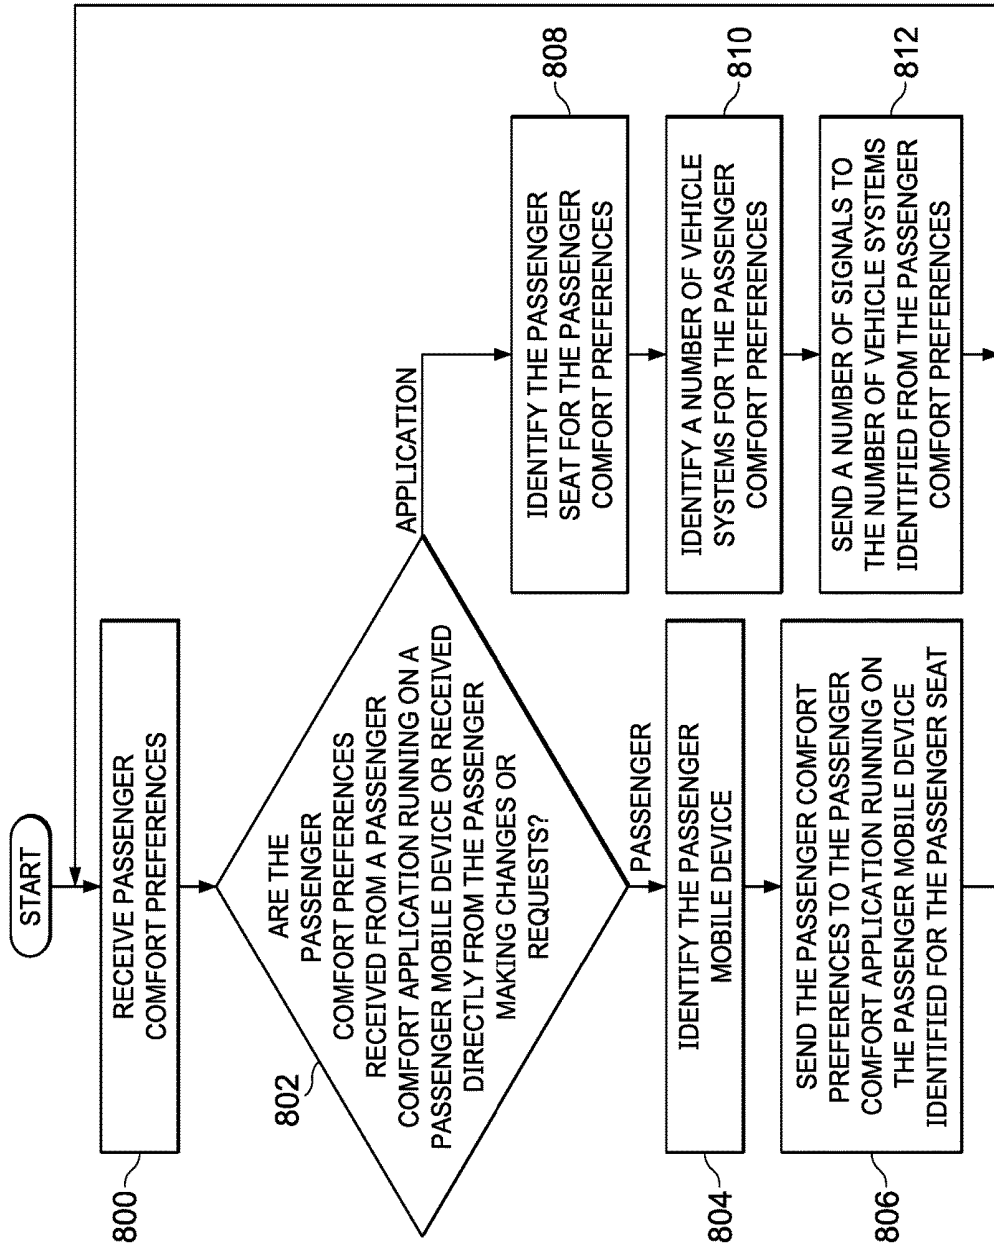 START
RECEIVE PASSENGER
COMFORT PREFERENCES
800
ARE THE
PASSENGER
COMFORT PREFERENCES
RECEIVED FROM A PASSENGER
COMFORT APPLICATION RUNNING ON A
PASSENGER MOBILE DEVICE OR RECEIVED
DIRECTLY FROM THE PASSENGER
MAKING CHANGES OR
REQUESTS?
802
PASSENGER
IDENTIFY THE PASSENGER
MOBILE DEVICE
804
SEND THE PASSENGER COMFORT
PREFERENCES TO THE PASSENGER
COMFORT APPLICATION RUNNING ON
THE PASSENGER MOBILE DEVICE
IDENTIFIED FOR THE PASSENGER SEAT
806
APPLICATION
IDENTIFY THE PASSENGER
SEAT FOR THE PASSENGER
COMFORT PREFERENCES
808
IDENTIFY A NUMBER OF VEHICLE
SYSTEMS FOR THE PASSENGER
COMFORT PREFERENCES
810
SEND A NUMBER OF SIGNALS TO
THE NUMBER OF VEHICLE SYSTEMS
IDENTIFIED FROM THE PASSENGER
COMFORT PREFERENCES
812